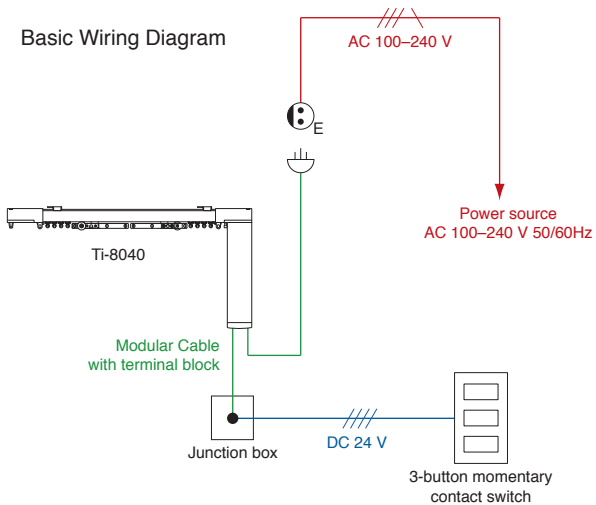 Basic Wiring Diagram
AC 100–240 V
E
Power source
AC 100–240 V 50/60Hz
Ti-8040
Modular Cable
with terminal block
Junction box
DC 24 V
3-button momentary
contact switch